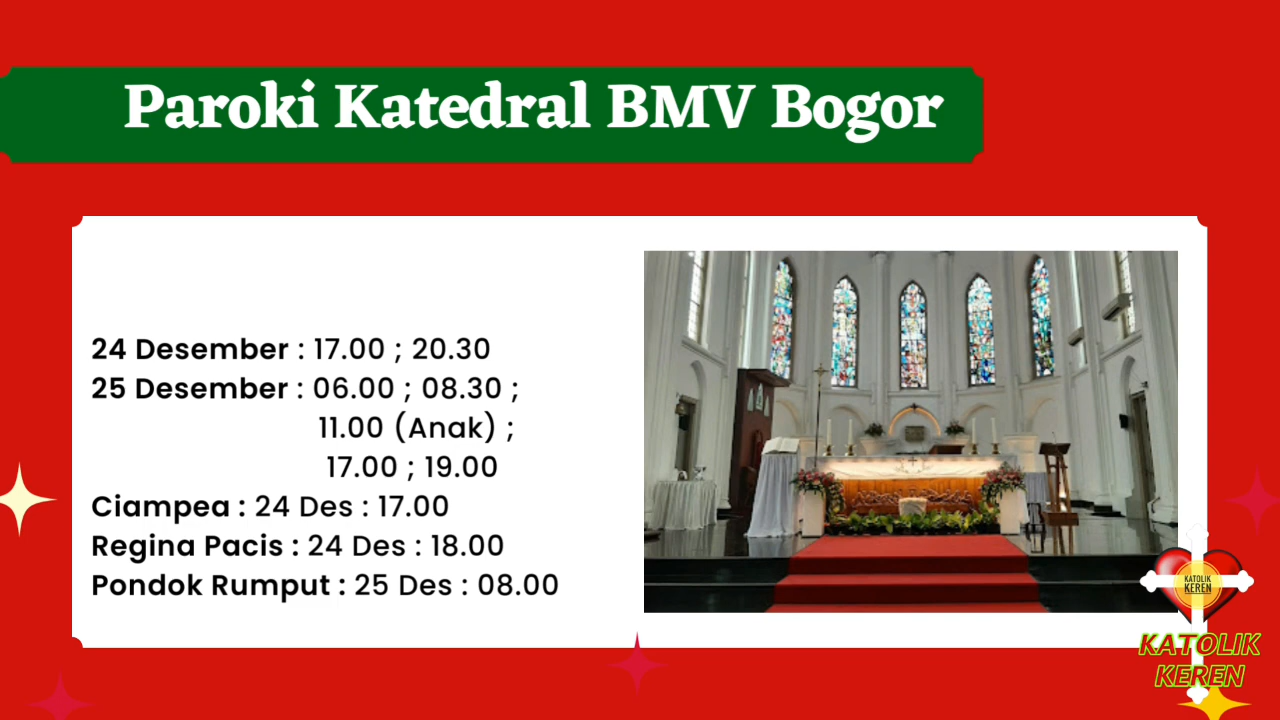 Paroki Katedral BMV Bogor
24 Desember : 17.00 ; 20.30
25 Desember : 06.00 ; 08.30 ;
11.00 (Anak) ;
17.00 ; 19.00
Ciampea : 24 Des : 17.00
Regina Pacis : 24 Des : 18.00
Pondok Rumput : 25 Des : 08.00
KATOLIK
KEREN
KATOLIK
KEREN